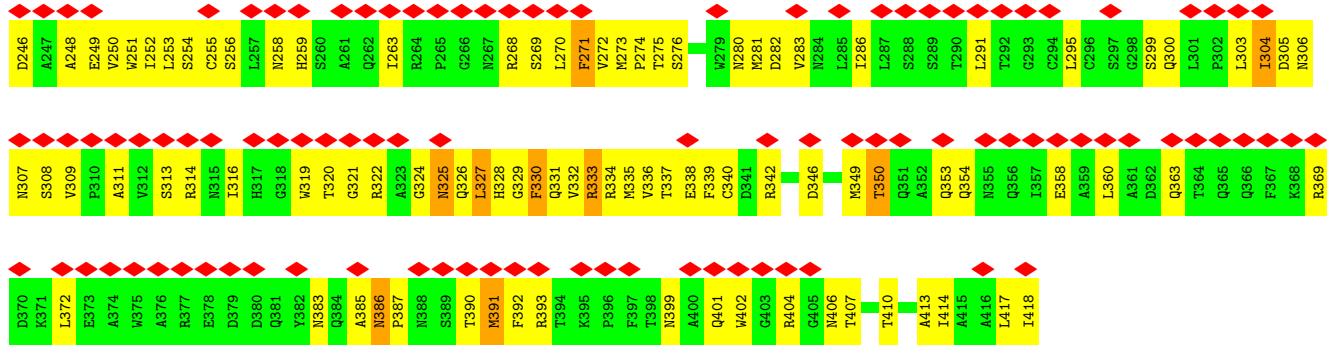 D246 A247 A248 E249 V250 W251 I252 L253 S254 C255 S256 L257 N258 H259 S260 A261 Q262 I263 R264 P265 G266 N267 R268 S269 L270 F271 V272 M273 P274 T275 S276 W279 N280 M281 D282 V283 N284 L285 I286 L287 S288 S289 T290 L291 T292 G293 C294 L295 C296 S297 G298 S299 Q300 L301 P302 L303 I304 D305 N306
N307 S308 V309 P310 A311 V312 S313 R314 N315 I316 H317 G318 W319 T320 G321 R322 A323 G324 N325 Q326 L327 H328 G329 F330 Q331 V332 R333 R334 M335 V336 T337 E338 F339 C340 D341 R342 D346 M349 T350 Q351 A352 Q353 Q354 N355 Q356 I357 E358 A359 L360 A361 D362 Q363 T364 Q365 Q366 F367 K368 R369
D370 K371 L372 E373 A374 W375 A376 R377 E378 D379 D380 Q381 Y382 N383 Q384 A385 N386 P387 N388 S389 T390 M391 F392 R393 T394 K395 P396 F397 T398 N399 A400 Q401 W402 G403 R404 G405 N406 T407 T410 A413 I414 A415 A416 L417 I418